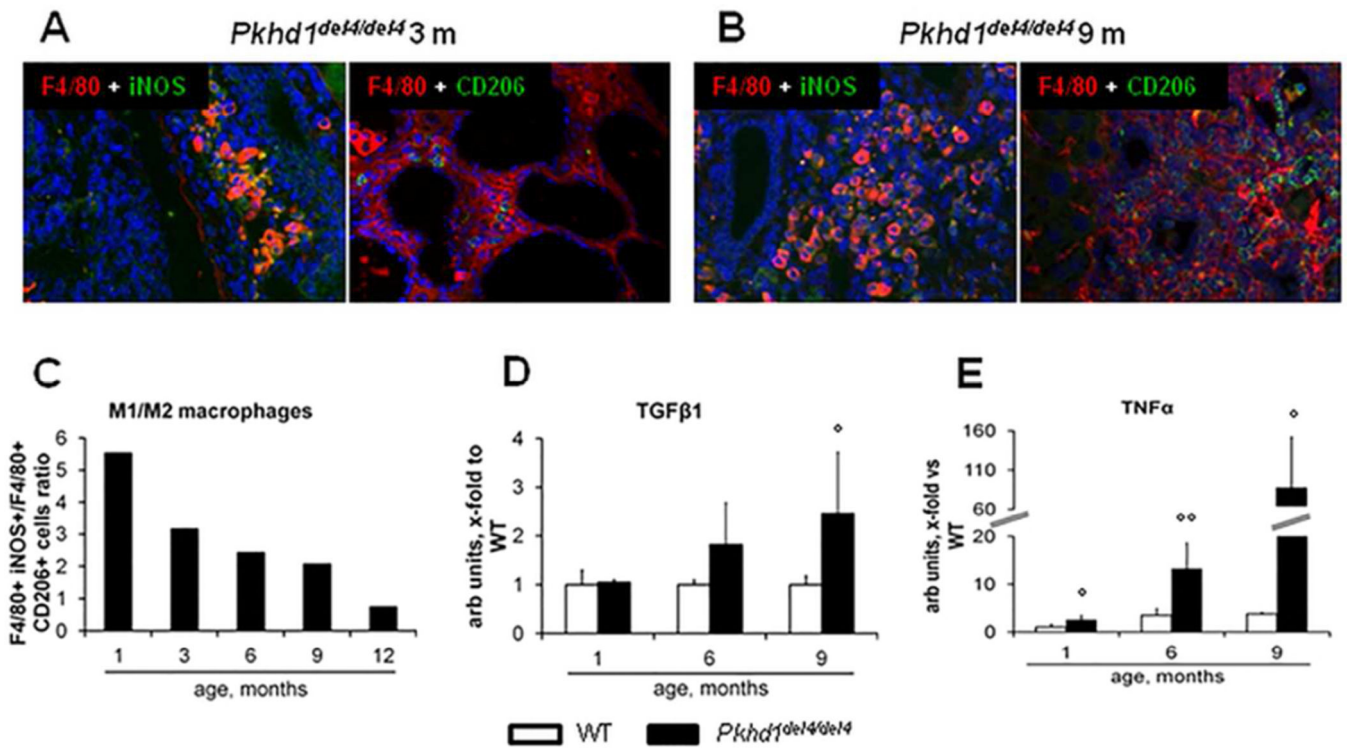 A
Pkhd1del4/del4 3 m
B
Pkhd1del4/del4 9 m
F4/80 + iNOS
F4/80 + CD206
F4/80 + iNOS
F4/80 + CD206
C
M1/M2 macrophages
F4/80+ iNOS+/F4/80+
CD206+ cells ratio
6
5
4
3
2
1
0
1 3 6 9 12
age, months
D
TGFβ1
arb units, x-fold to
WT
4
3
2
1
0
1 6 9
age, months
E
TNFα
arb units, x-fold vs
WT
160
110
60
20
10
0
1 6 9
age, months
WT
Pkhd1del4/del4